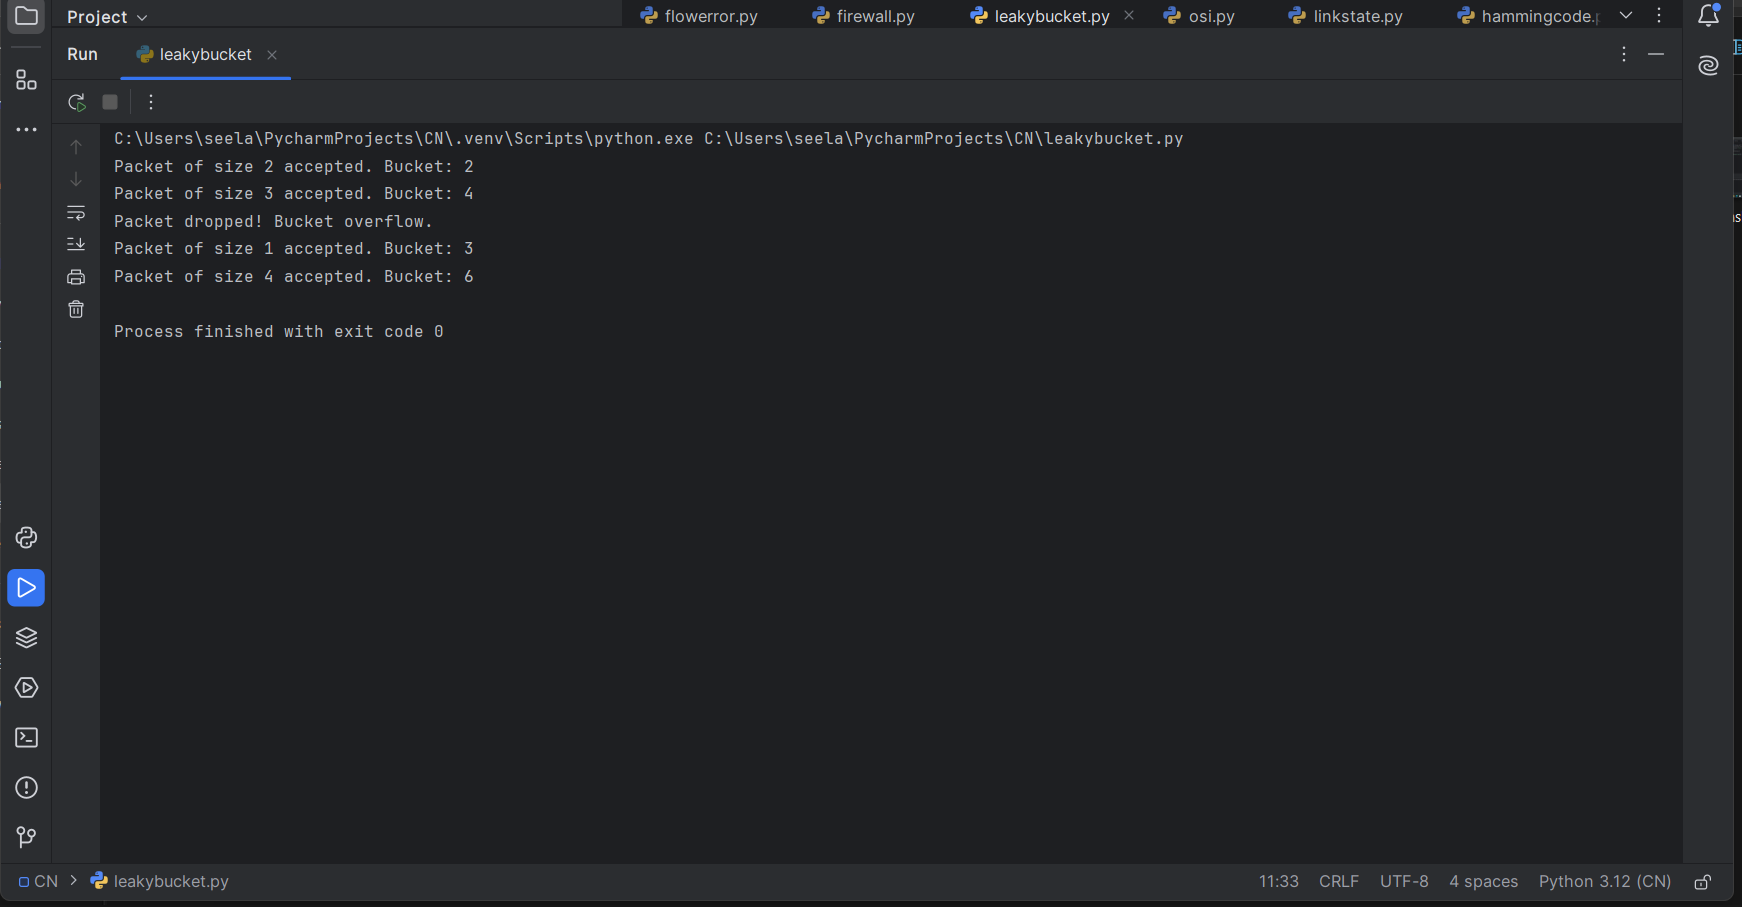 Project
flowerror.py firewall.py leakybucket.py osi.py linkstate.py hammingcode.
Run leakybucket
C:\Users\seela\PycharmProjects\CN\.venv\Scripts\python.exe C:\Users\seela\PycharmProjects\CN\leakybucket.py
Packet of size 2 accepted. Bucket: 2
Packet of size 3 accepted. Bucket: 4
Packet dropped! Bucket overflow.
Packet of size 1 accepted. Bucket: 3
Packet of size 4 accepted. Bucket: 6
Process finished with exit code 0
CN > leakybucket.py
11:33 CRLF UTF-8 4 spaces Python 3.12 (CN)